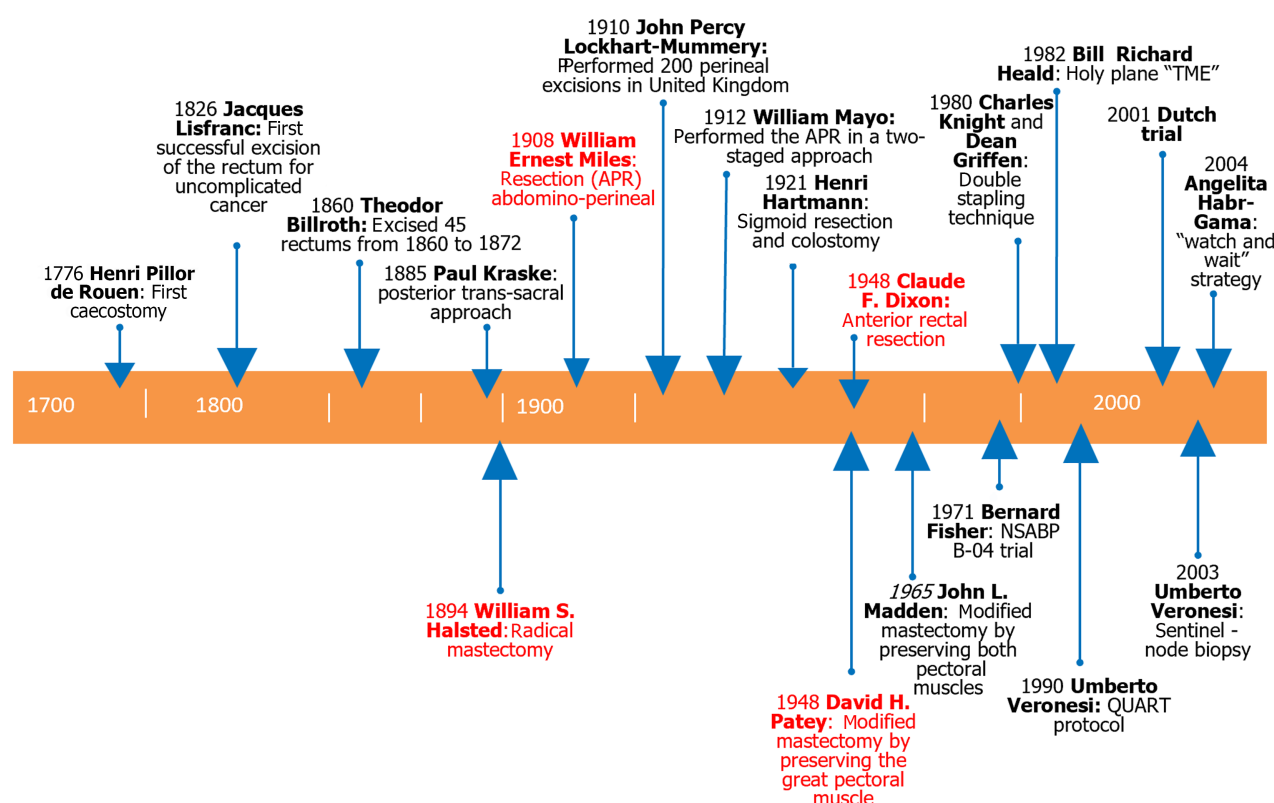 1776 Henri Pillor
de Rouen: First
caecostomy
1826 Jacques
Lisfranc: First
successful excision
of the rectum for
uncomplicated
cancer
1860 Theodor
Billroth: Excised 45
rectums from 1860 to 1872
1885 Paul Kraske:
posterior trans-sacral
approach
1908 William
Ernest Miles:
Resection (APR)
abdomino-perineal
1910 John Percy
Lockhart-Mummery:
Performed 200 perineal
excisions in United Kingdom
1912 William Mayo:
Performed the APR in a two-
staged approach
1921 Henri
Hartmann:
Sigmoid resection
and colostomy
1948 Claude
F. Dixon:
Anterior rectal
resection
1980 Charles
Knight and
Dean
Griffen:
Double
stapling
technique
1982 Bill Richard
Heald: Holy plane “TME”
2001 Dutch
trial
2004
Angelita
Habr-
Gama:
“watch and
wait”
strategy
1700
1800
1900
2000
1894 William S.
Halsted: Radical
mastectomy
1948 David H.
Patey: Modified
mastectomy by
preserving the
great pectoral
muscle
1965 John L.
Madden: Modified
mastectomy by
preserving both
pectoral
muscles
1971 Bernard
Fisher: NSABP
B-04 trial
1990 Umberto
Veronesi: QUART
protocol
2003
Umberto
Veronesi:
Sentinel -
node biopsy